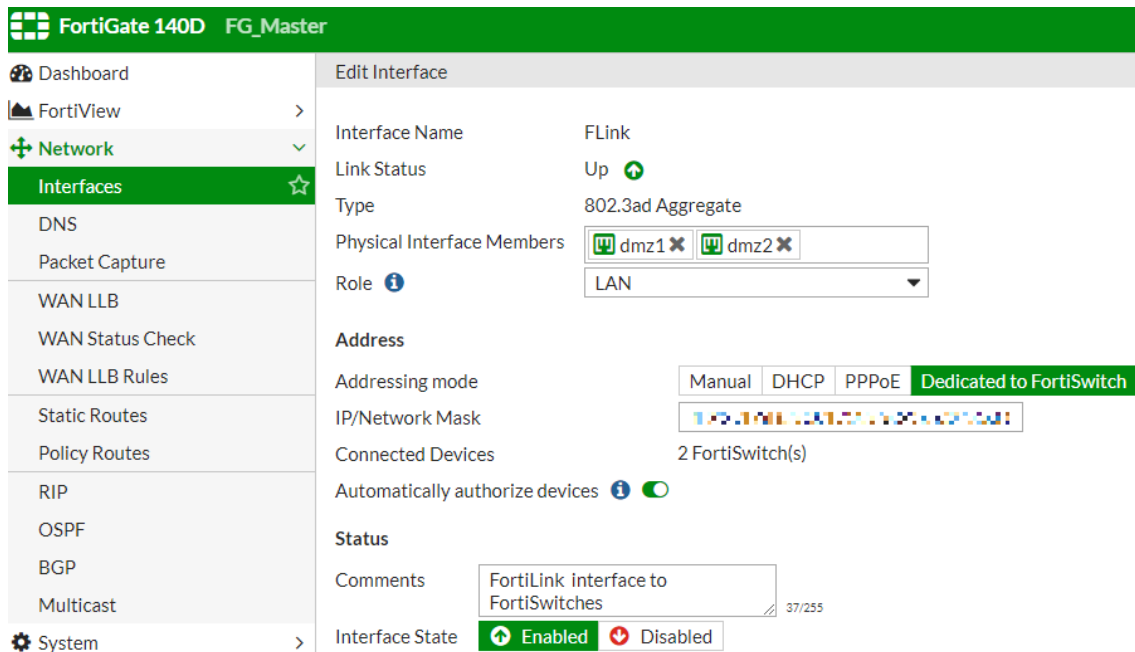 FortiGate 140D FG_Master
Dashboard
FortiView
Network
Interfaces
DNS
Packet Capture
WAN LLB
WAN Status Check
WAN LLB Rules
Static Routes
Policy Routes
RIP
OSPF
BGP
Multicast
System
Edit Interface
Interface Name FLink
Link Status Up
Type 802.3ad Aggregate
Physical Interface Members dmz1 dmz2
Role LAN
Address
Addressing mode Manual DHCP PPPoE Dedicated to FortiSwitch
IP/Network Mask
Connected Devices 2 FortiSwitch(s)
Automatically authorize devices
Status
Comments FortiLink interface to
FortiSwitches 37/255
Interface State Enabled Disabled